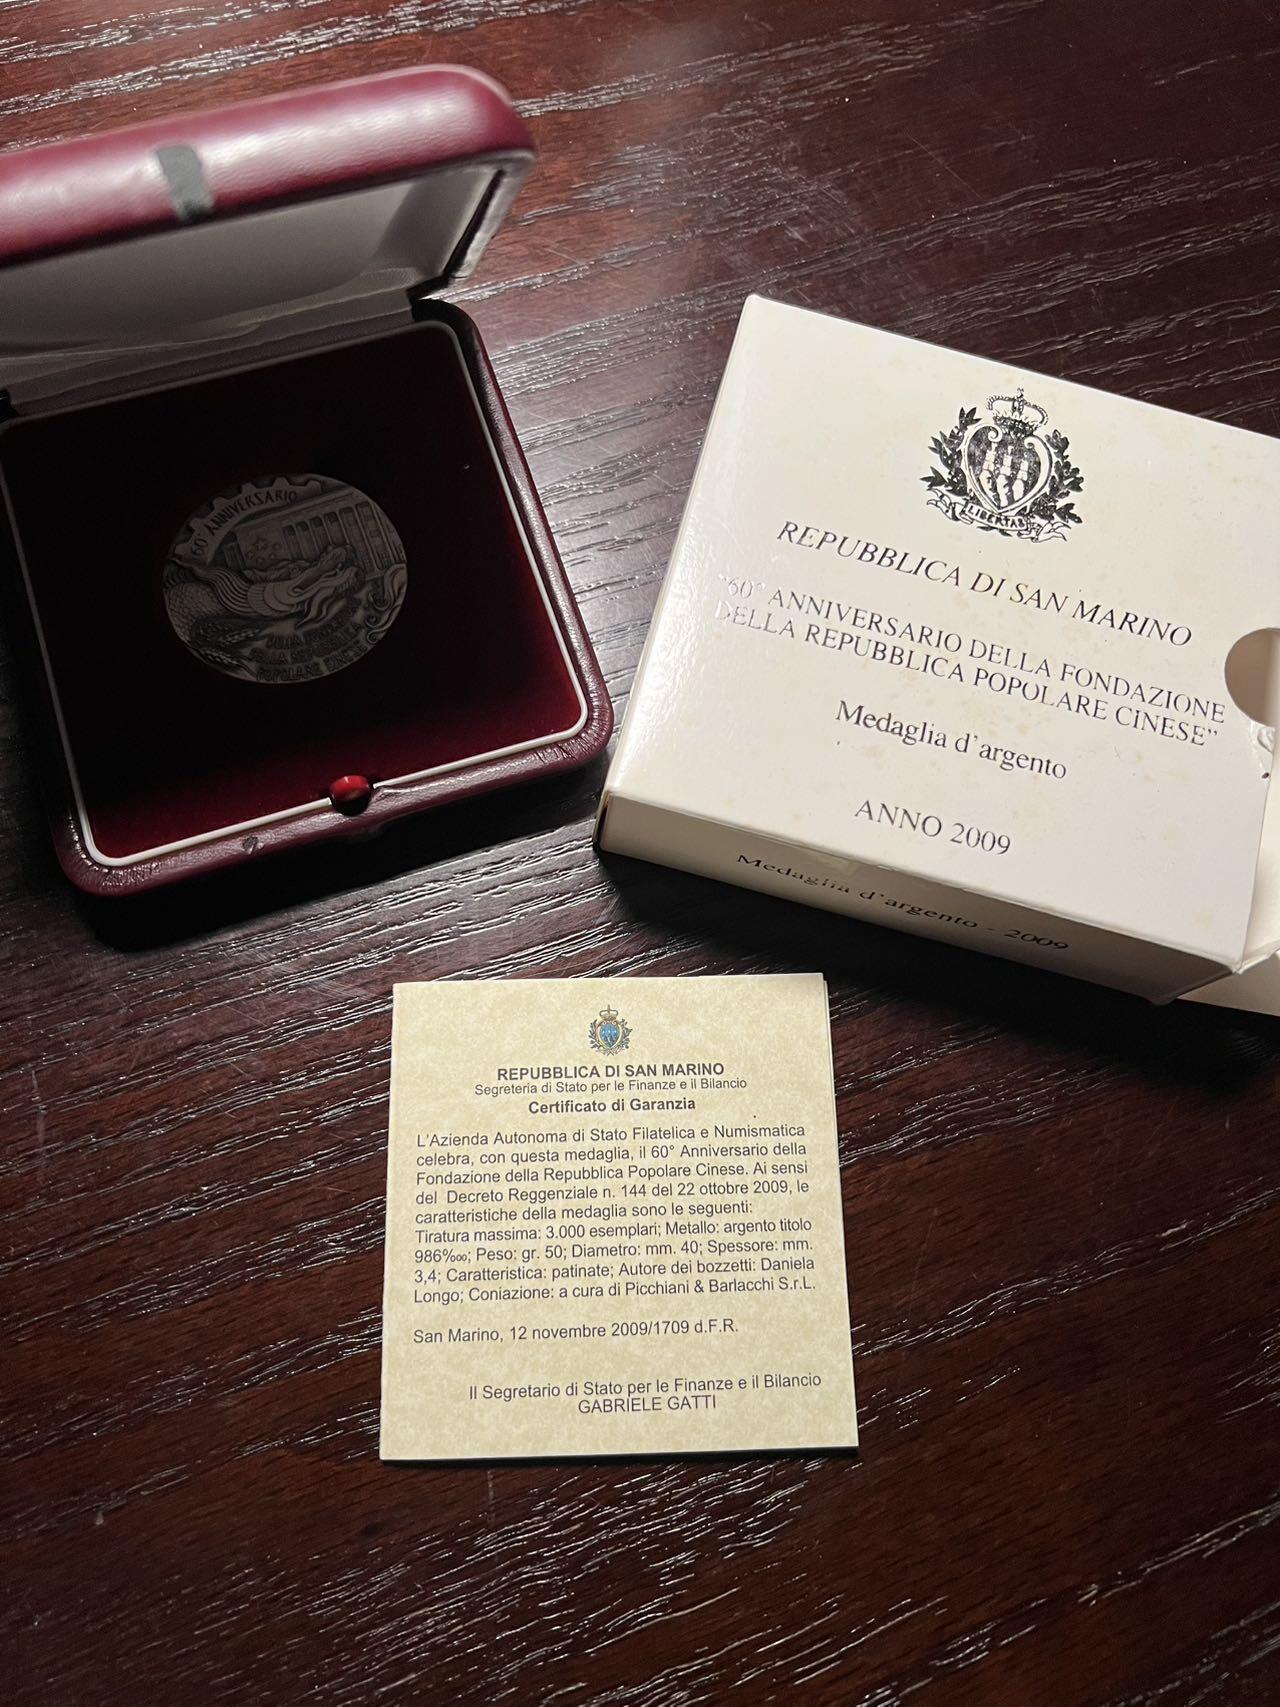 60° ANNIVERSARIO
DELLA
DELLA REPUBBLICA
POPOLARE CINESE
LIBERTAS
REPUBBLICA DI SAN MARINO
"60° ANNIVERSARIO DELLA FONDAZIONE
DELLA REPUBBLICA POPOLARE CINESE"
Medaglia d'argento
ANNO 2009
Medaglia d'argento - 2009
REPUBBLICA DI SAN MARINO
Segreteria di Stato per le Finanze e il Bilancio
Certificato di Garanzia
L'Azienda Autonoma di Stato Filatelica e Numismatica
celebra, con questa medaglia, il 60° Anniversario della
Fondazione della Repubblica Popolare Cinese. Ai sensi
del Decreto Reggenziale n. 144 del 22 ottobre 2009, le
caratteristiche della medaglia sono le seguenti:
Tiratura massima: 3.000 esemplari; Metallo: argento titolo
986‰; Peso: gr. 50; Diametro: mm. 40; Spessore: mm.
3,4; Caratteristica: patinate; Autore dei bozzetti: Daniela
Longo; Coniazione: a cura di Picchiani & Barlacchi S.r.L.
San Marino, 12 novembre 2009/1709 d.F.R.
Il Segretario di Stato per le Finanze e il Bilancio
GABRIELE GATTI